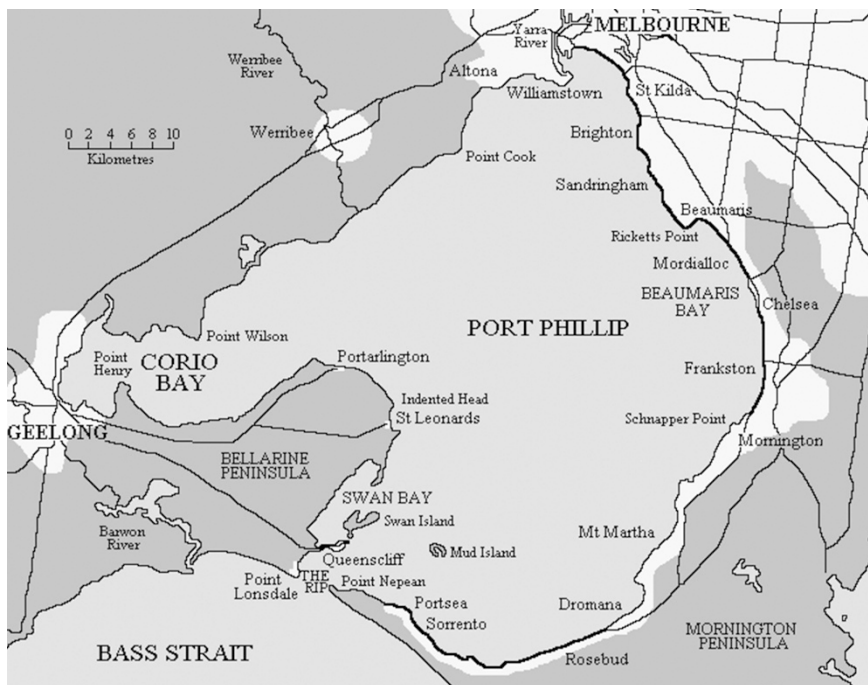 MELBOURNE
Yarra
River
Werribee
River
Altona
Williamstown
St Kilda
0 2 4 6 8 10
Kilometres
Werribee
Brighton
Point Cook
Sandringham
Beaumaris
Ricketts Point
Mordialloc
BEAUMARIS
BAY
Chelsea
PORT PHILLIP
Point Wilson
Point
Henry
CORIO
BAY
Portarlington
Frankston
Indented Head
St Leonards
Schnapper Point
GEELONG
Mornington
BELLARINE
PENINSULA
SWAN BAY
Swan Island
Barwon
River
Mt Martha
Mud Island
Queenscliff
Point
Lonsdale
THE
RIP
Point Nepean
Portsea
Sorrento
Dromana
MORNINGTON
PENINSULA
BASS STRAIT
Rosebud